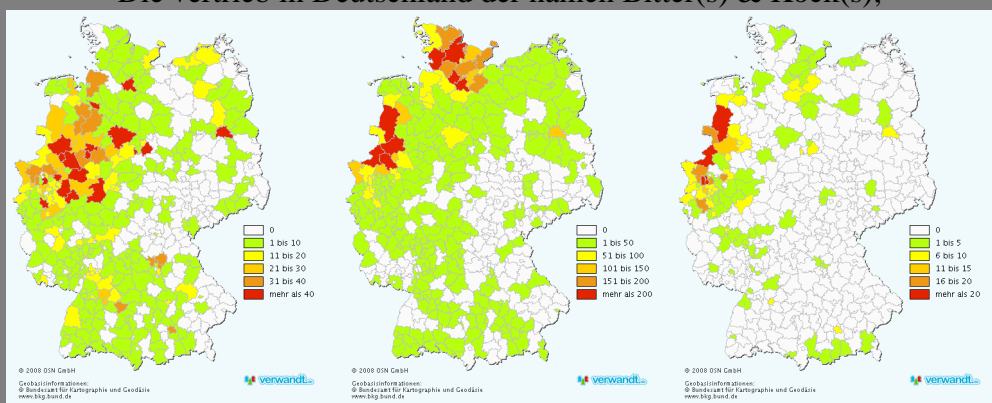 0
1 bis 10
11 bis 20
21 bis 30
31 bis 40
mehr als 40
© 2008 OSN GmbH
Geobasisinformationen:
© Bundesamt für Kartographie und Geodäsie
www.bkg.bund.de
verwandt.de
0
1 bis 50
51 bis 100
101 bis 150
151 bis 200
mehr als 200
© 2008 OSN GmbH
Geobasisinformationen:
© Bundesamt für Kartographie und Geodäsie
www.bkg.bund.de
verwandt.de
0
1 bis 5
6 bis 10
11 bis 15
16 bis 20
mehr als 20
© 2008 OSN GmbH
Geobasisinformationen:
© Bundesamt für Kartographie und Geodäsie
www.bkg.bund.de
verwandt.de